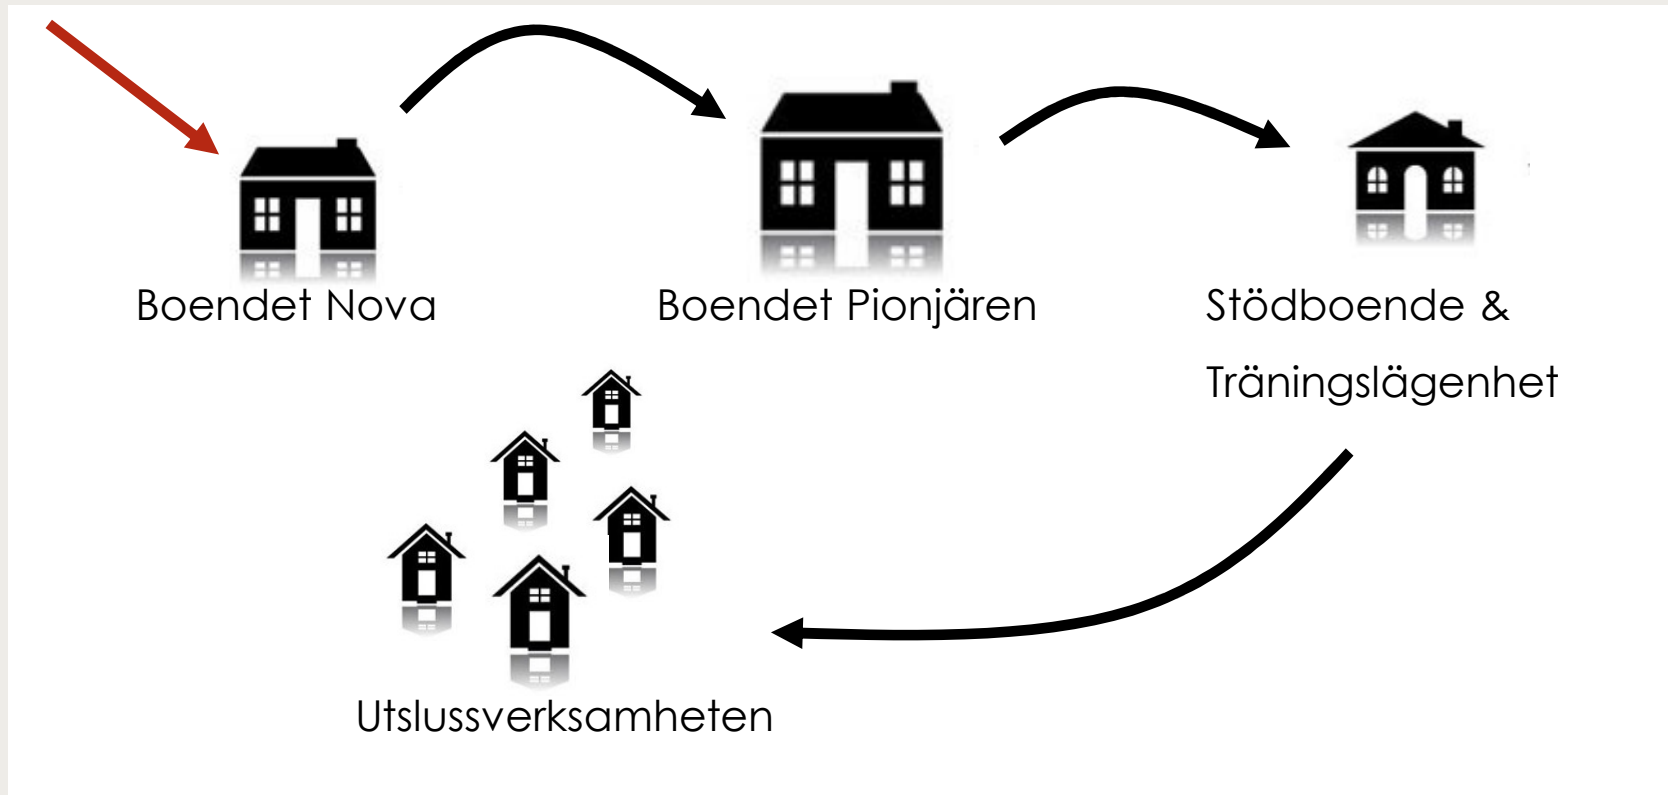 Boendet Nova
Boendet Pionjären
Stödboende &
Träningslägenhet
Utslussverksamheten